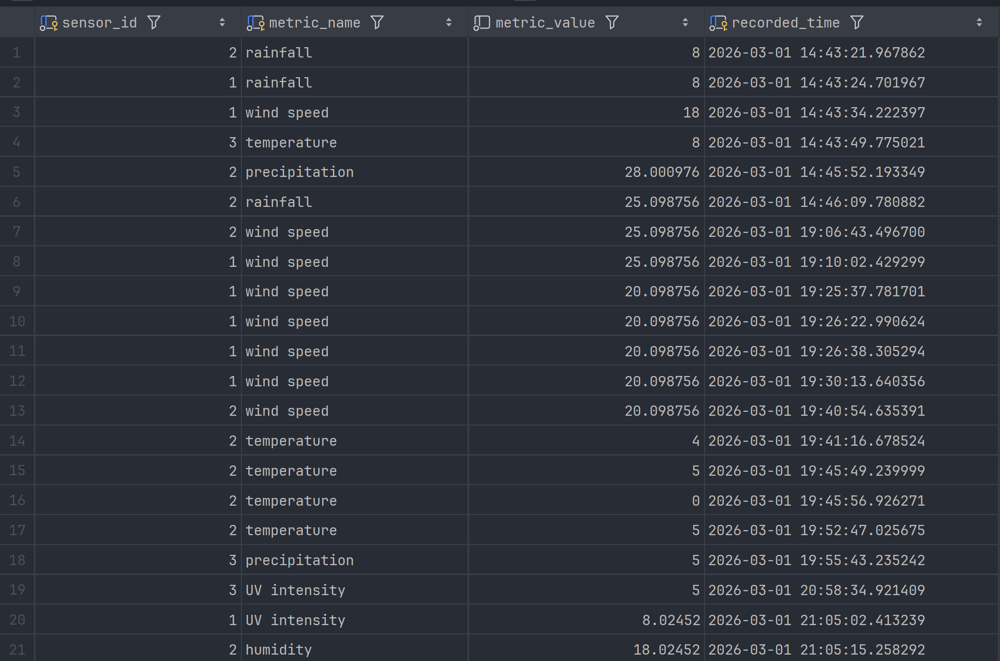 sensor_id metric_name metric_value recorded_time
1 2 rainfall 8 2026-03-01 14:43:21.967862
2 1 rainfall 8 2026-03-01 14:43:24.701967
3 1 wind speed 18 2026-03-01 14:43:34.222397
4 3 temperature 8 2026-03-01 14:43:49.775021
5 2 precipitation 28.000976 2026-03-01 14:45:52.193349
6 2 rainfall 25.098756 2026-03-01 14:46:09.780882
7 2 wind speed 25.098756 2026-03-01 19:06:43.496700
8 1 wind speed 25.098756 2026-03-01 19:10:02.429299
9 1 wind speed 20.098756 2026-03-01 19:25:37.781701
10 1 wind speed 20.098756 2026-03-01 19:26:22.990624
11 1 wind speed 20.098756 2026-03-01 19:26:38.305294
12 1 wind speed 20.098756 2026-03-01 19:30:13.640356
13 2 wind speed 20.098756 2026-03-01 19:40:54.635391
14 2 temperature 4 2026-03-01 19:41:16.678524
15 2 temperature 5 2026-03-01 19:45:49.239999
16 2 temperature 0 2026-03-01 19:45:56.926271
17 2 temperature 5 2026-03-01 19:52:47.025675
18 3 precipitation 5 2026-03-01 19:55:43.235242
19 3 UV intensity 5 2026-03-01 20:58:34.921409
20 1 UV intensity 8.02452 2026-03-01 21:05:02.413239
21 2 humidity 18.02452 2026-03-01 21:05:15.258292